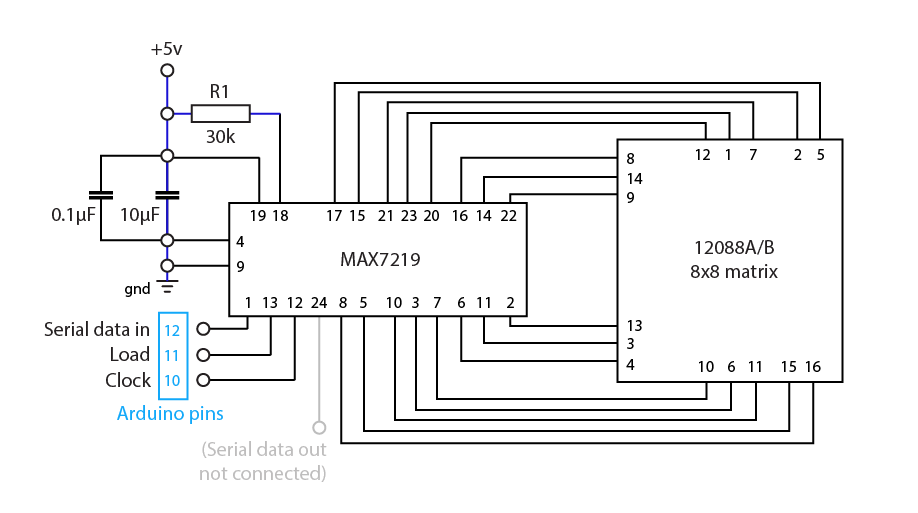 +5v
R1
30k
0.1µF 10µF
19 18 17 15 21 23 20 16 14 22
4
9
MAX7219
gnd
1 13 12 24 8 5 10 3 7 6 11 2
12 1 7 2 5
8
14
9
12088A/B
8x8 matrix
13
3
4
10 6 11 15 16
Serial data in 12
Load 11
Clock 10
Arduino pins
(Serial data out
not connected)